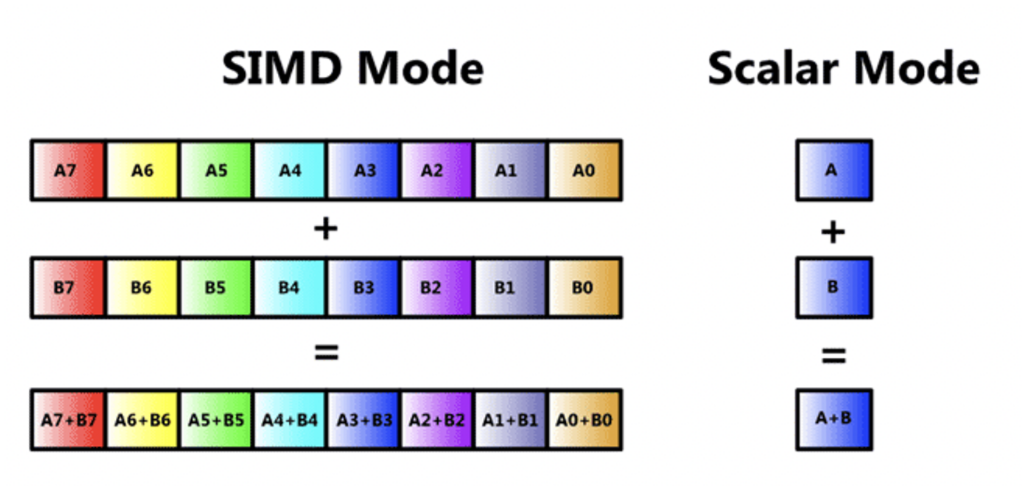 SIMD Mode
Scalar Mode
A7 A6 A5 A4 A3 A2 A1 A0
A
+
+
B7 B6 B5 B4 B3 B2 B1 B0
B
=
=
A7+B7 A6+B6 A5+B5 A4+B4 A3+B3 A2+B2 A1+B1 A0+B0
A+B